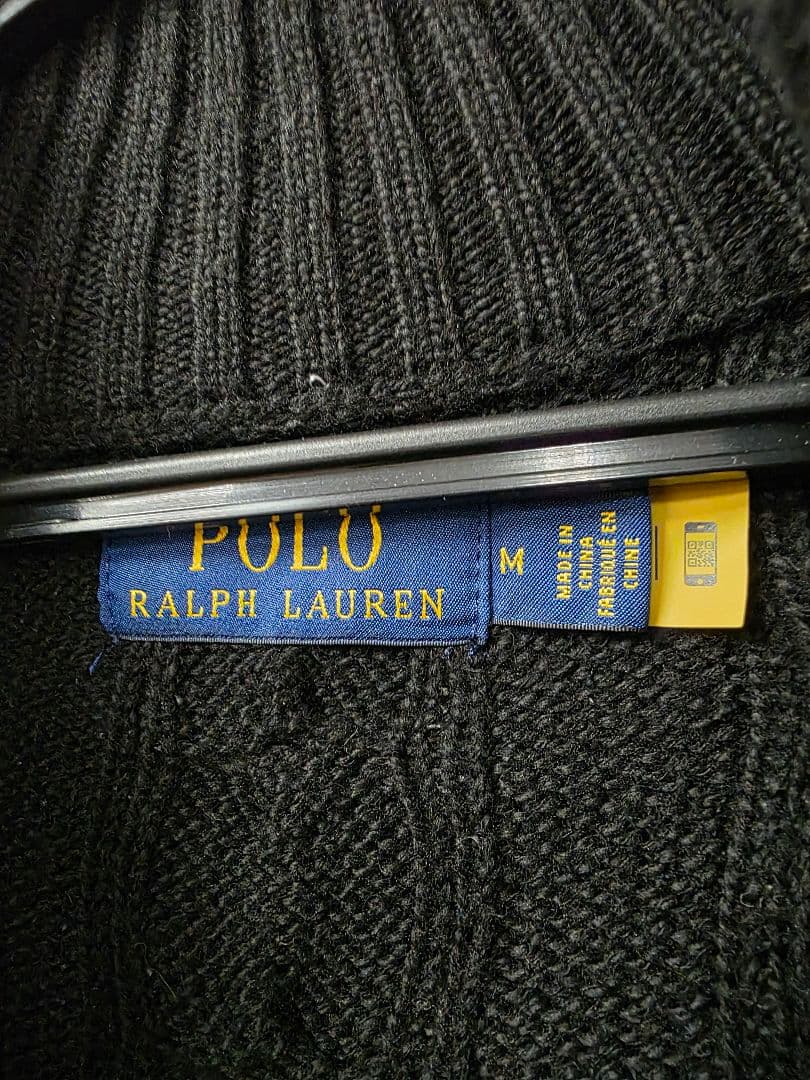 POLO
RALPH LAUREN
M
MADE IN
CHINA
FABRIQUÉ EN
CHINE